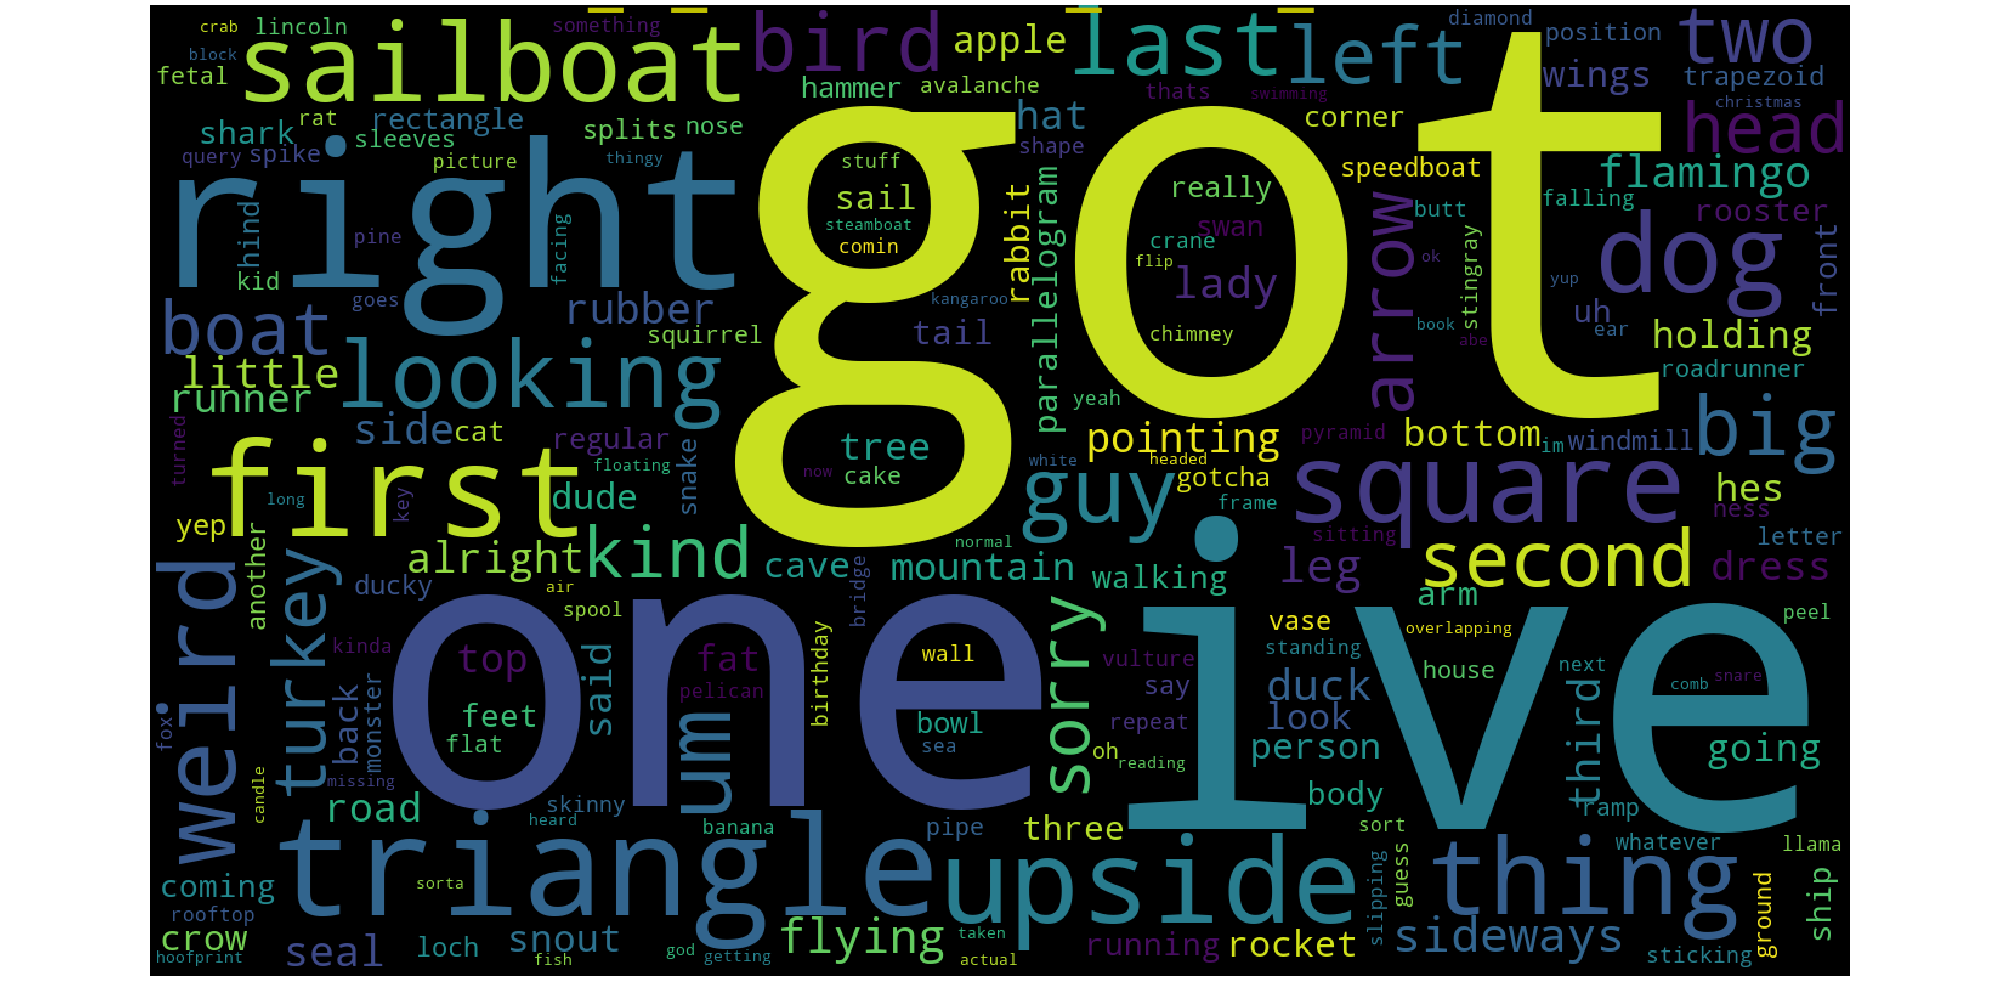 crab
lincoln
something
bird
apple
last
left
diamond
position
two
block
sailboat
fetal
hammer
avalanche
thats
swimming
wings
trapezoid
christmas
shark
rat
rectangle
sleeves
splits
nose
hat
shape
corner
head
query
spike
picture
thingy
stuff
got
speedboat
flamingo
right
hind
pine
facing
sail
steamboat
comin
rabbit
parallelogram
really
swan
crane
flip
lady
arrow
butt
ok
stingray
falling
rooster
yup
dog
front
kid
goes
boat
rubber
squirrel
kangaroo
tail
chimney
book
abe
uh
ear
holding
little
looking
roadrunner
runner
yeah
big
side
cat
regular
tree
cake
now
pointing
headed
gotcha
pyramid
bottom
im
windmill
turned
first
floating
snake
white
guy
square
hes
long
key
dude
frame
ness
yep
another
alright
kind
cave
normal
mountain
walking
sitting
leg
second
letter
dress
weird
turkey
ducky
air
spool
bridge
sorry
ive
arm
peel
kinda
top
said
fat
pelican
birthday
one
wall
vulture
vase
overlapping
standing
say
house
next
comb
snare
fox
back
monster
feet
flat
um
bowl
sea
repeat
duck
look
third
oh
reading
person
going
candle
missing
road
skinny
heard
banana
pipe
three
body
sort
ramp
whatever
llama
coming
sorta
triangle
upside
slipping
guess
thing
ground
ship
rooftop
crow
hoofprint
seal
loch
snout
fish
god
getting
flying
taken
actual
running
rocket
sideways
sticking